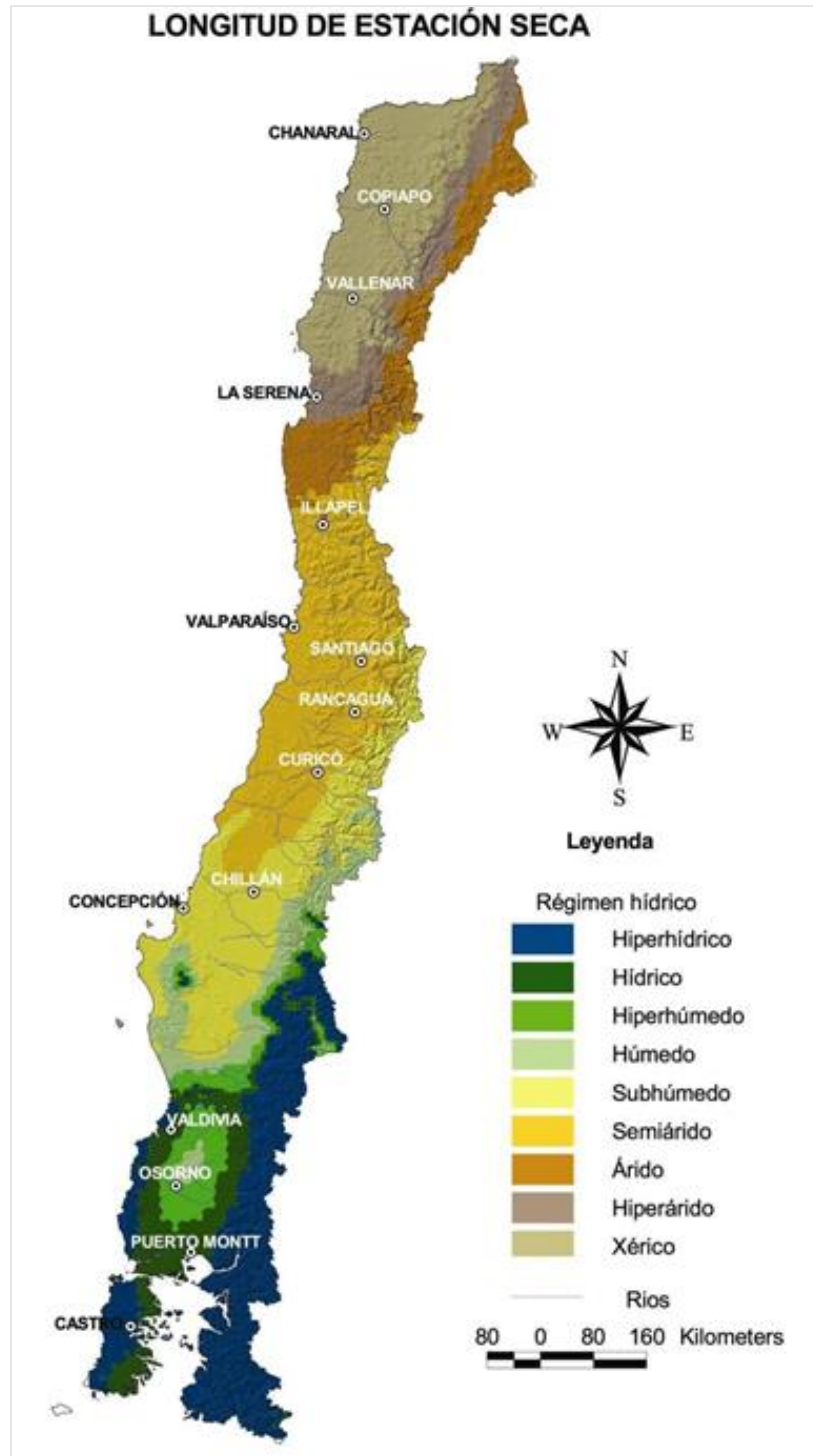 LONGITUD DE ESTACIÓN SECA
CHANARAL
COPIAPO
VALLENAR
LA SERENA
ILLAPEL
VALPARAÍSO
SANTIAGO
RANCAGUA
CURICÓ
CHILLÁN
CONCEPCIÓN
VALDIVIA
OSORNO
PUERTO MONTT
CASTRO
N
W E
S
Leyenda
Régimen hídrico
Hiperhídrico
Hídrico
Hiperhúmedo
Húmedo
Subhúmedo
Semiárido
Árido
Hiperárido
Xérico
Rios
80 0 80 160 Kilometers